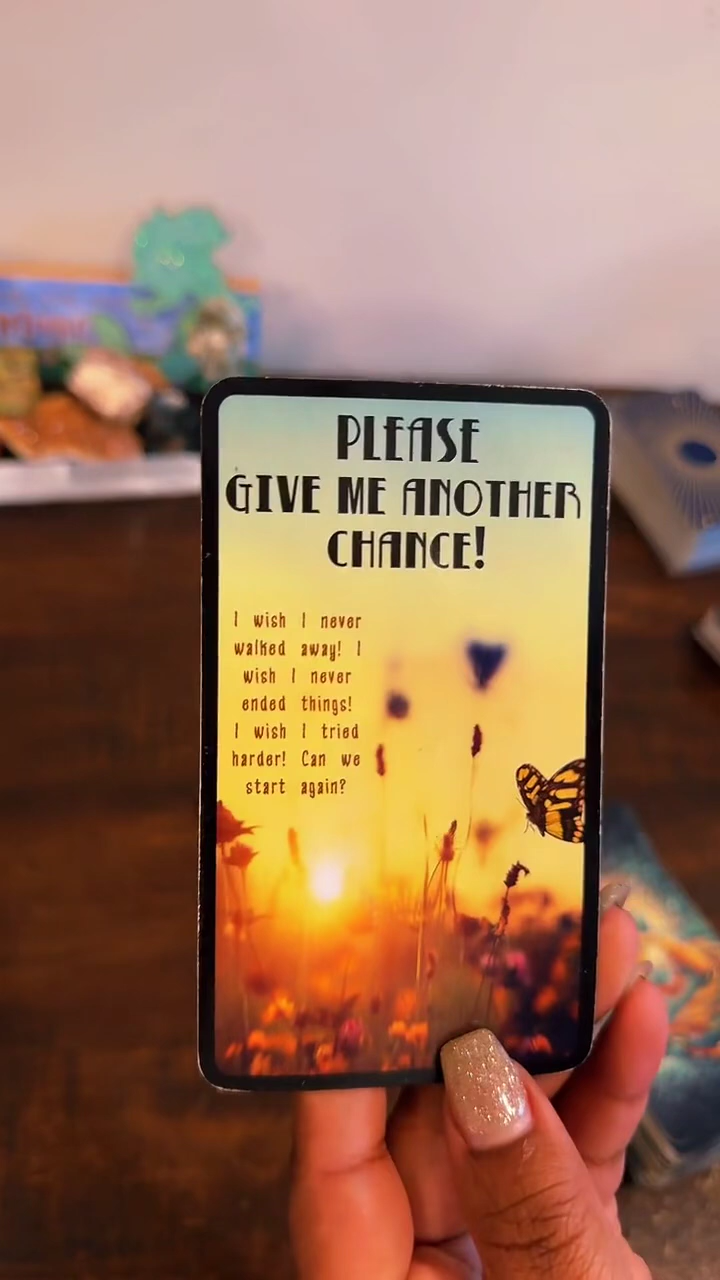 PLEASE
GIVE ME ANOTHER
CHANCE!
I wish I never
walked away! I
wish I never
ended things!
I wish I tried
harder! Can we
start again?